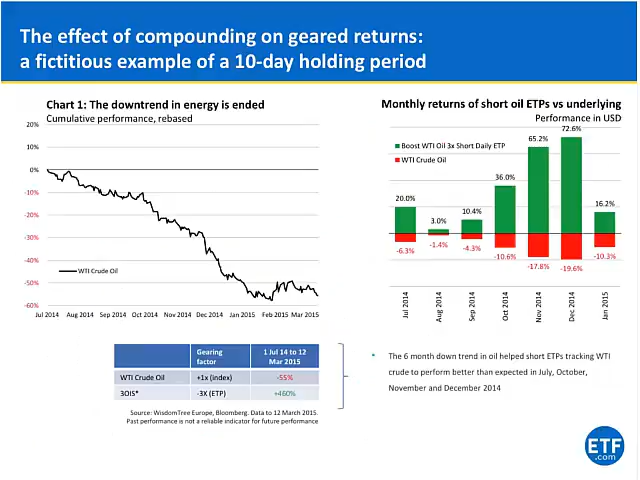 The effect of compounding on geared returns:
a fictitious example of a 10-day holding period
Chart 1: The downtrend in energy is ended
Cumulative performance, rebased
20%
10%
0%
-10%
-20%
-30%
-40%
-50%
-60%
WTI Crude Oil
Jul 2014 Aug 2014 Sep 2014 Oct 2014 Nov 2014 Dec 2014 Jan 2015 Feb 2015 Mar 2015
Monthly returns of short oil ETPs vs underlying
Performance in USD
Boost WTI Oil 3x Short Daily ETP
WTI Crude Oil
20.0%
3.0%
10.4%
36.0%
65.2%
72.6%
16.2%
-6.3%
-1.4%
-4.3%
-10.6%
-17.8%
-19.6%
-10.3%
Jul 2014
Aug 2014
Sep 2014
Oct 2014
Nov 2014
Dec 2014
Jan 2015
Gearing factor
1 Jul 14 to 12 Mar 2015
WTI Crude Oil +1x (index) -55%
3OIS* -3X (ETP) +460%
Source: WisdomTree Europe, Bloomberg. Data to 12 March 2015.
Past performance is not a reliable indicator for future performance
• The 6 month down trend in oil helped short ETPs tracking WTI
crude to perform better than expected in July, October,
November and December 2014
ETF
.com